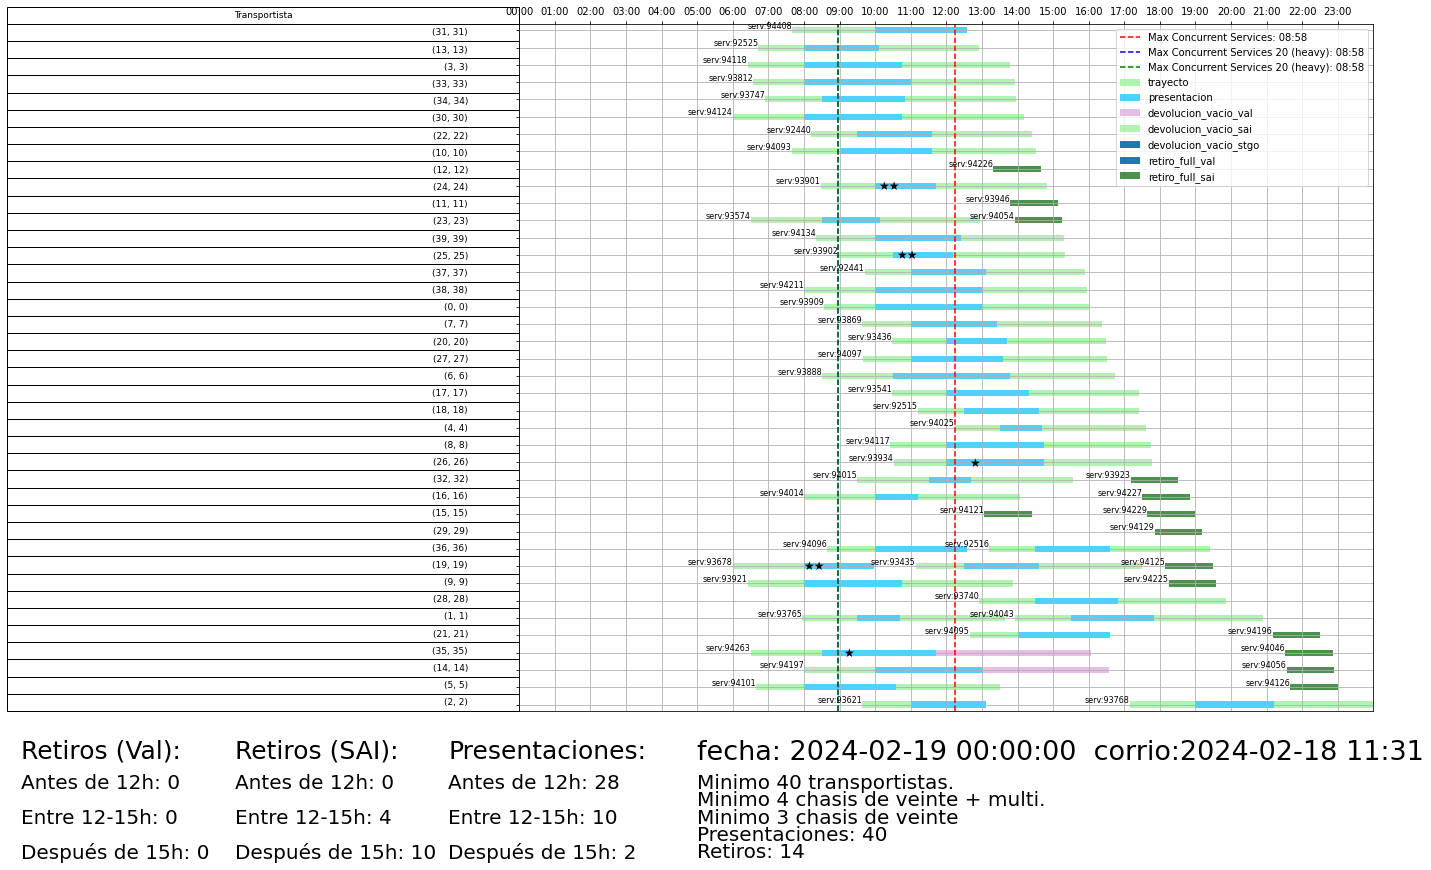 Transportista
00:00 01:00 02:00 03:00 04:00 05:00 06:00 07:00 08:00 09:00 10:00 11:00 12:00 13:00 14:00 15:00 16:00 17:00 18:00 19:00 20:00 21:00 22:00 23:00
Max Concurrent Services: 08:58
Max Concurrent Services 20 (heavy): 08:58
Max Concurrent Services 20 (heavy): 08:58
trayecto
presentacion
devolucion_vacio_val
devolucion_vacio_sai
devolucion_vacio_stgo
retiro_full_val
retiro_full_sai
(31, 31) serv:94408
(13, 13) serv:92525
(3, 3) serv:94118
(33, 33) serv:93812
(34, 34) serv:93747
(30, 30) serv:94124
(22, 22) serv:92440
(10, 10) serv:94093
(12, 12) serv:94226
(24, 24) serv:93901
(11, 11) serv:93946
(23, 23) serv:93574 serv:94054
(39, 39) serv:94134
(25, 25) serv:93902
(37, 37) serv:92441
(38, 38) serv:94211
(0, 0) serv:93909
(7, 7) serv:93869
(20, 20) serv:93436
(27, 27) serv:94097
(6, 6) serv:93888
(17, 17) serv:93541
(18, 18) serv:92515
(4, 4) serv:94025
(8, 8) serv:94117
(26, 26) serv:93934
(32, 32) serv:94015 serv:93923
(16, 16) serv:94014 serv:94227
(15, 15) serv:94121 serv:94229
(29, 29) serv:94129
(36, 36) serv:94096 serv:92516
(19, 19) serv:93678 serv:93435 serv:94125
(9, 9) serv:93921 serv:94225
(28, 28) serv:93740
(1, 1) serv:93765 serv:94043
(21, 21) serv:94095 serv:94196
(35, 35) serv:94263 serv:94046
(14, 14) serv:94197 serv:94056
(5, 5) serv:94101 serv:94126
(2, 2) serv:93621 serv:93768
Retiros (Val):
Antes de 12h: 0
Entre 12-15h: 0
Después de 15h: 0
Retiros (SAI):
Antes de 12h: 0
Entre 12-15h: 4
Después de 15h: 10
Presentaciones:
Antes de 12h: 28
Entre 12-15h: 10
Después de 15h: 2
fecha: 2024-02-19 00:00:00 corrio:2024-02-18 11:31
Minimo 40 transportistas.
Minimo 4 chasis de veinte + multi.
Minimo 3 chasis de veinte
Presentaciones: 40
Retiros: 14